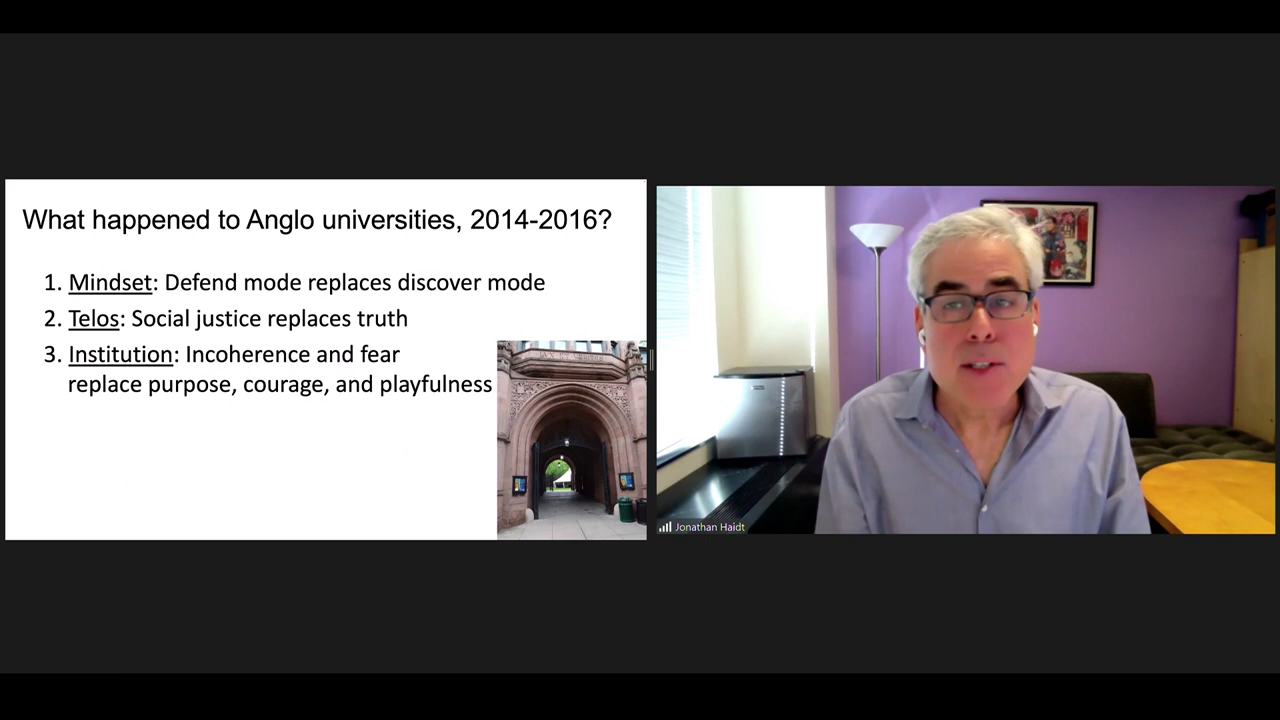 What happened to Anglo universities, 2014-2016?
1. Mindset: Defend mode replaces discover mode
2. Telos: Social justice replaces truth
3. Institution: Incoherence and fear
replace purpose, courage, and playfulness
Jonathan Haidt